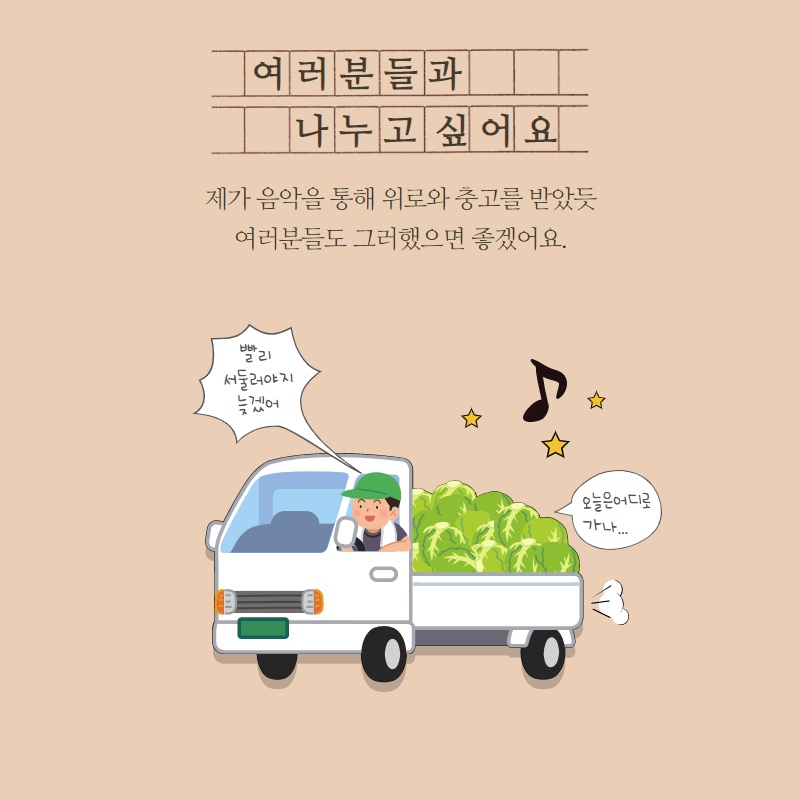 여러분들과
나누고 싶어요
제가 음악을 통해 위로와 충고를 받았듯
여러분들도 그러했으면 좋겠어요.
빨리
서둘러야지
늦겠어
오늘은어디로
가나...